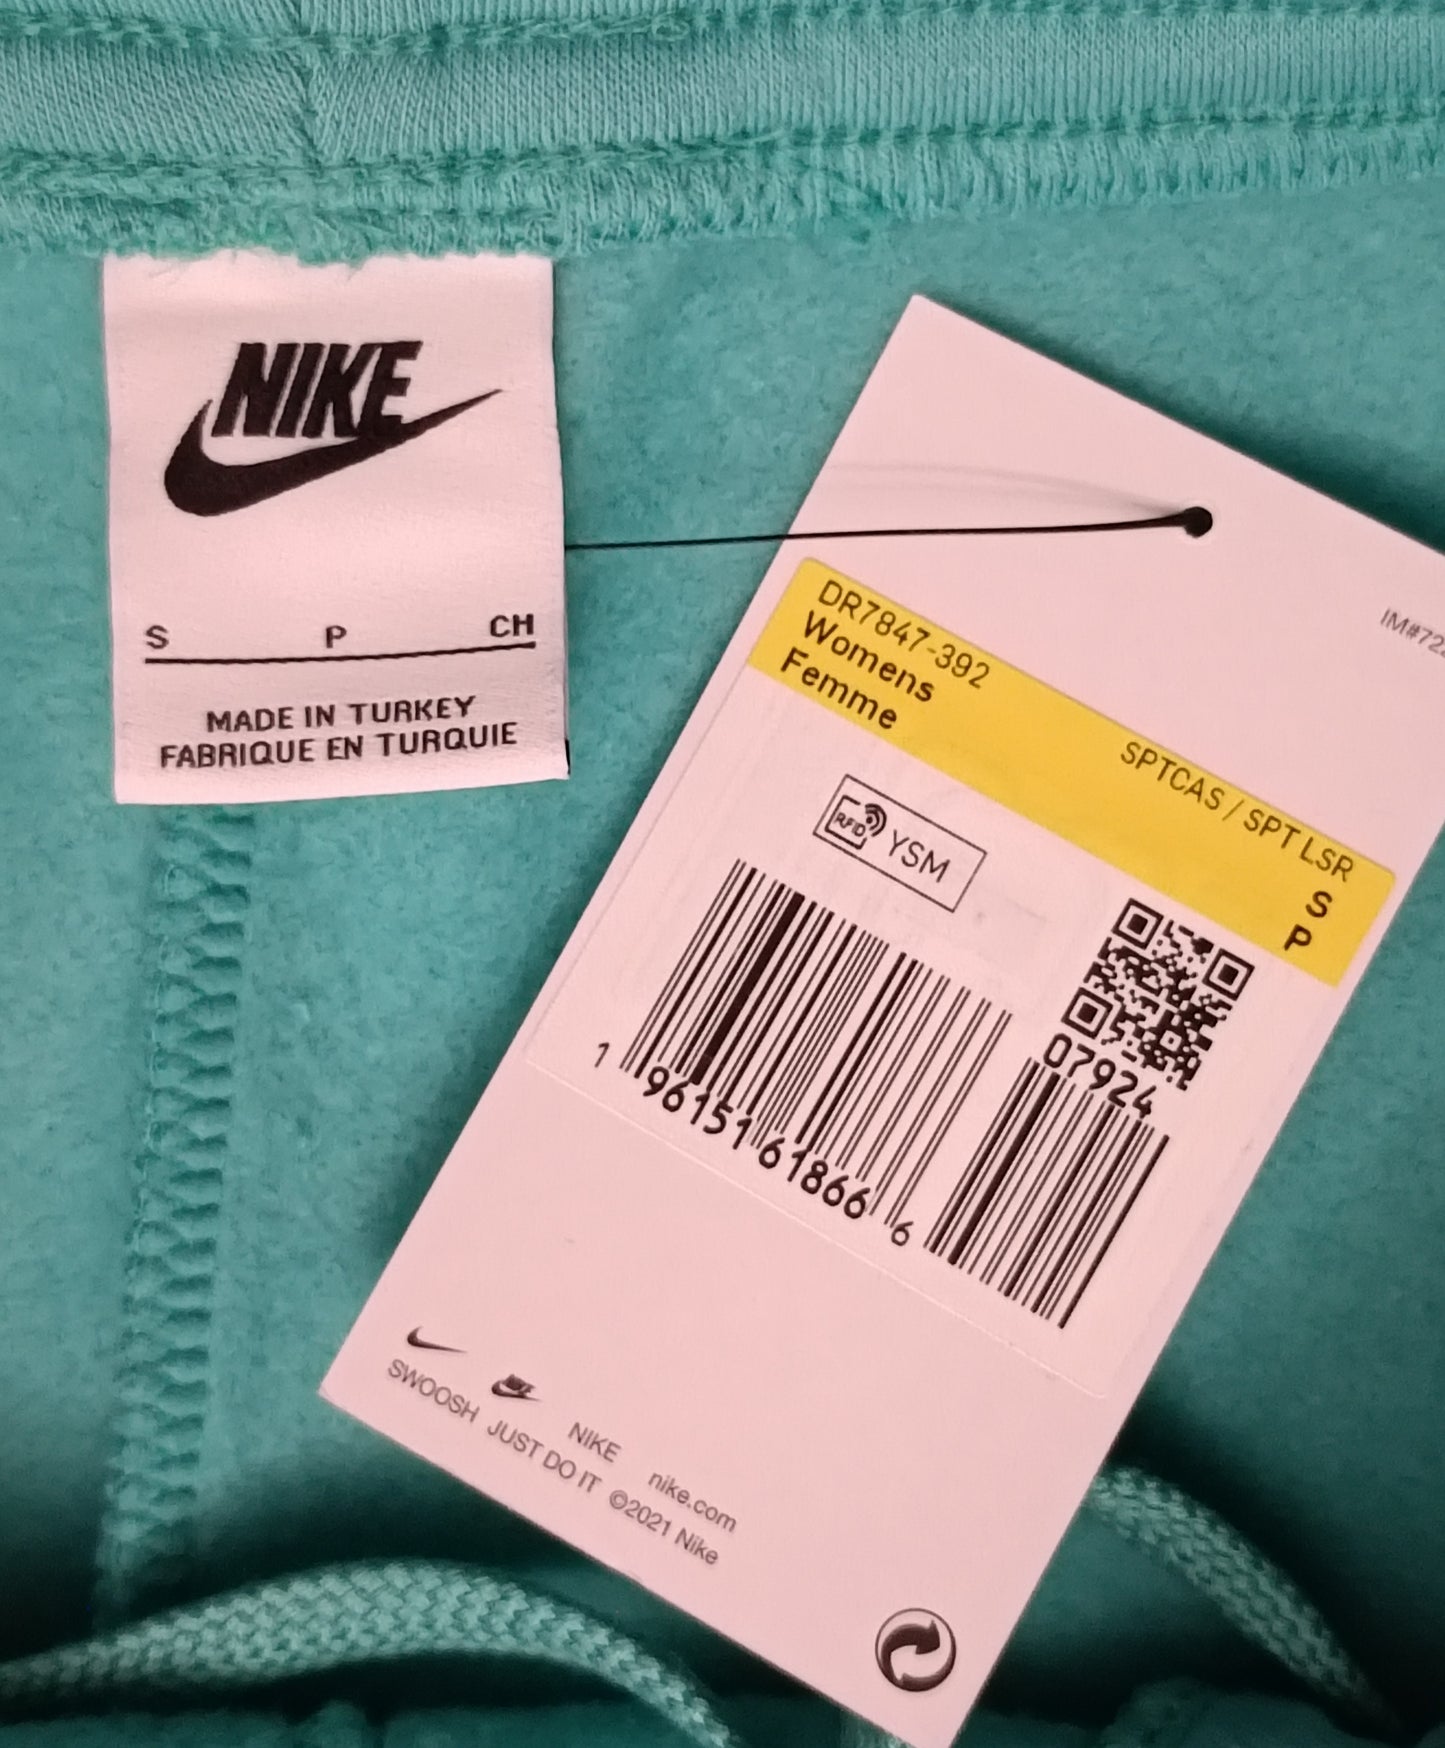 NIKE
S P CH
MADE IN TURKEY
FABRIQUE EN TURQUIE
DR7847-392
Womens
Femme
SPTCAS / SPT LSR
S
P
RFID YSM
07924
1 96151 61866 6
NIKE nike.com
SWOOSH JUST DO IT ©2021 Nike